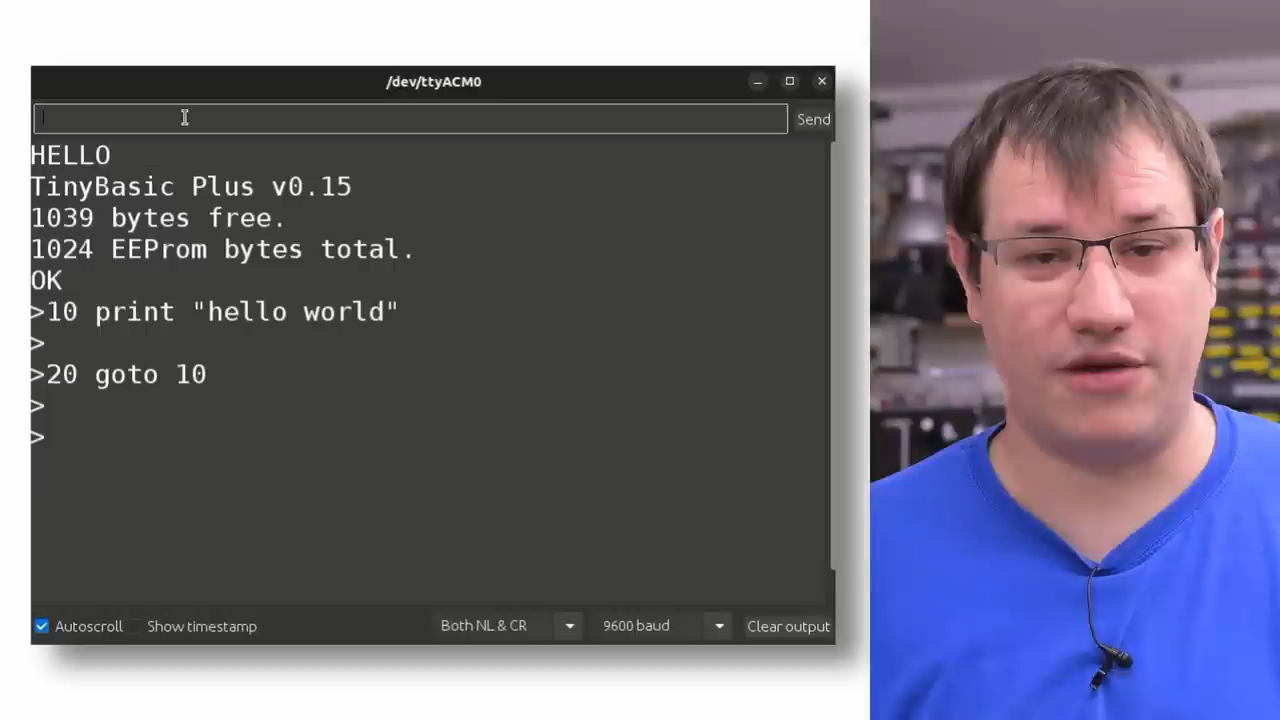 /dev/ttyACM0
Send
HELLO
TinyBasic Plus v0.15
1039 bytes free.
1024 EEProm bytes total.
OK
>10 print "hello world"
>
>20 goto 10
>
>
Autoscroll Show timestamp Both NL & CR 9600 baud Clear output